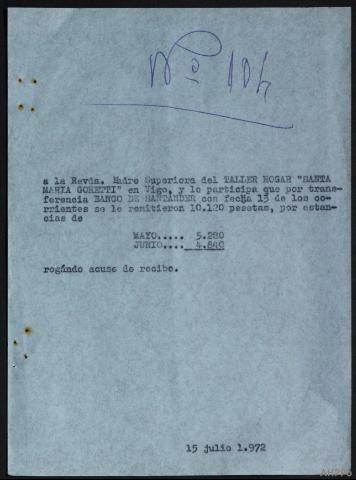 Nº 104
a la Revda. Madre Superiora del TALLER HOGAR "SANTA
MARIA GORETTI" en Vigo, y le participa que por trans-
ferencia BANCO DE SANTANDER con fecha 13 de los co-
rrientes se le remitieron 10.120 pesetas, por estan-
cias de
MAYO..... 5.280
JUNIO.... 4.840
rogándo acuse de recibo.
15 julio 1.972
AHPPO